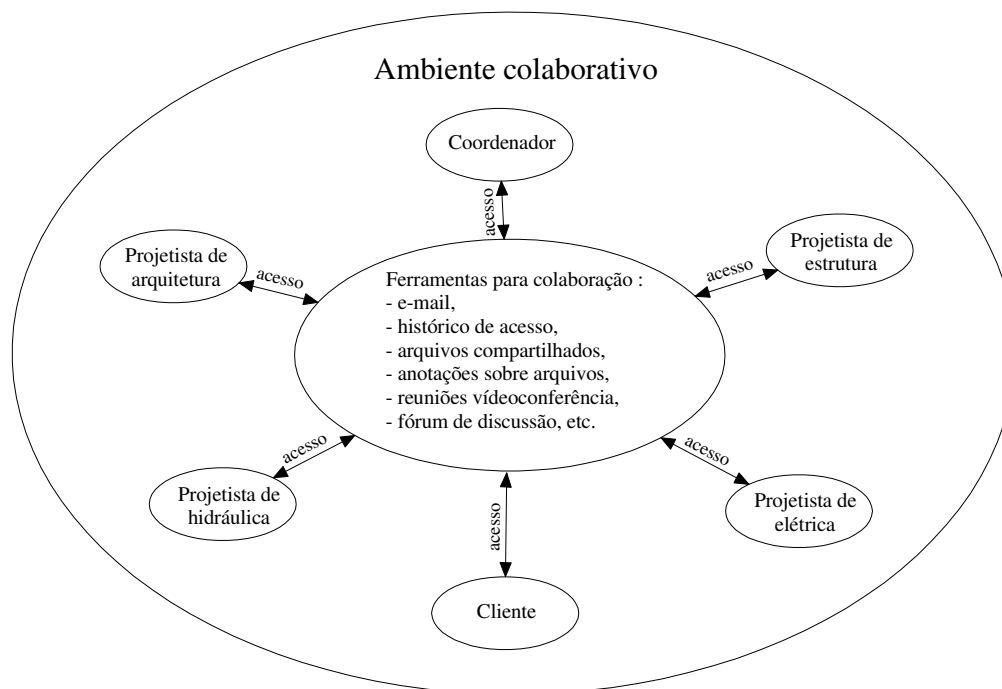 Ambiente colaborativo
Coordenador
acesso
Projetista de
arquitetura
acesso
Projetista de
estrutura
acesso
Ferramentas para colaboração :
- e-mail,
- histórico de acesso,
- arquivos compartilhados,
- anotações sobre arquivos,
- reuniões vídeoconferência,
- fórum de discussão, etc.
acesso
Projetista de
hidráulica
acesso
Projetista de
elétrica
acesso
Cliente